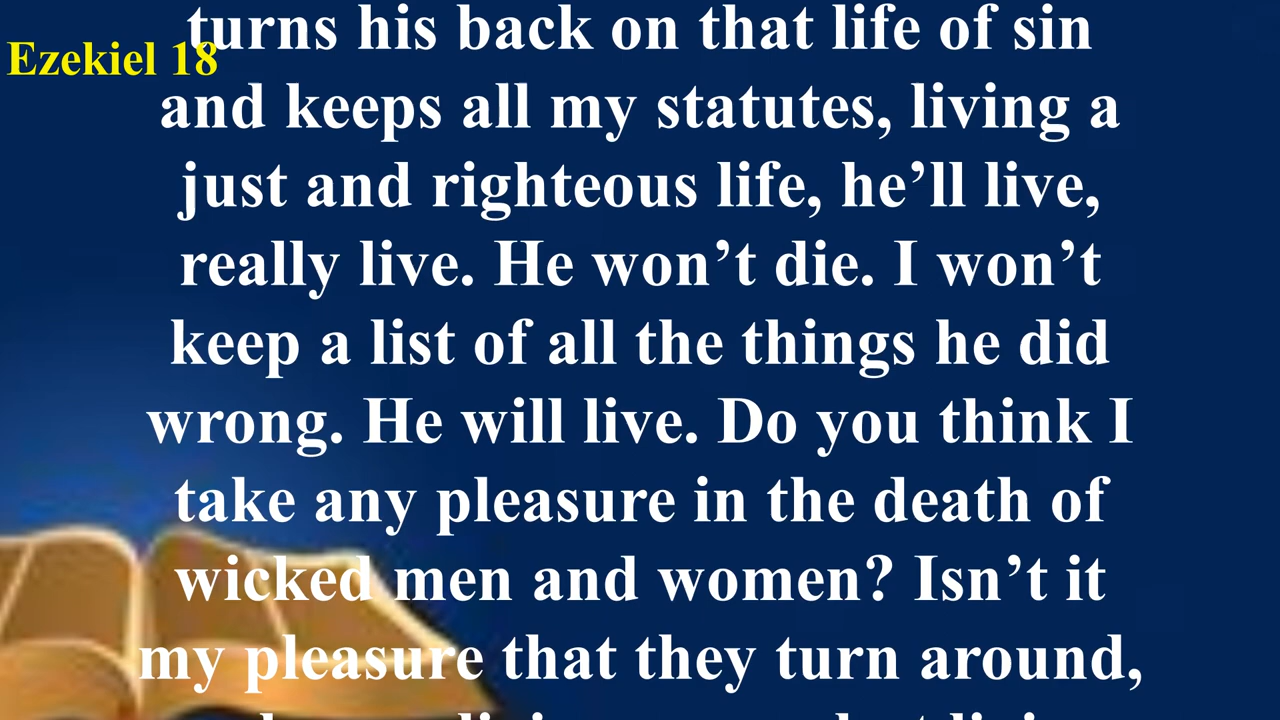 turns his back on that life of sin
Ezekiel 18
and keeps all my statutes, living a
just and righteous life, he’ll live,
really live. He won’t die. I won’t
keep a list of all the things he did
wrong. He will live. Do you think I
take any pleasure in the death of
wicked men and women? Isn’t it
my pleasure that they turn around,